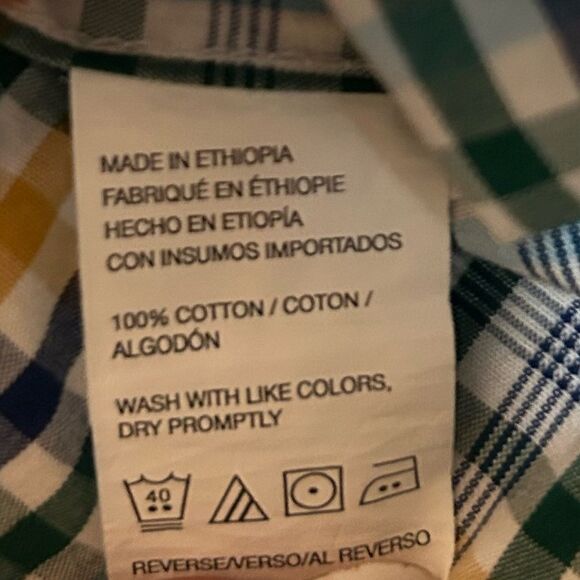 MADE IN ETHIOPIA
FABRIQUÉ EN ÉTHIOPIE
HECHO EN ETIOPÍA
CON INSUMOS IMPORTADOS
100% COTTON / COTON /
ALGODÓN
WASH WITH LIKE COLORS,
DRY PROMPTLY
40
REVERSE/VERSO/AL REVERSO